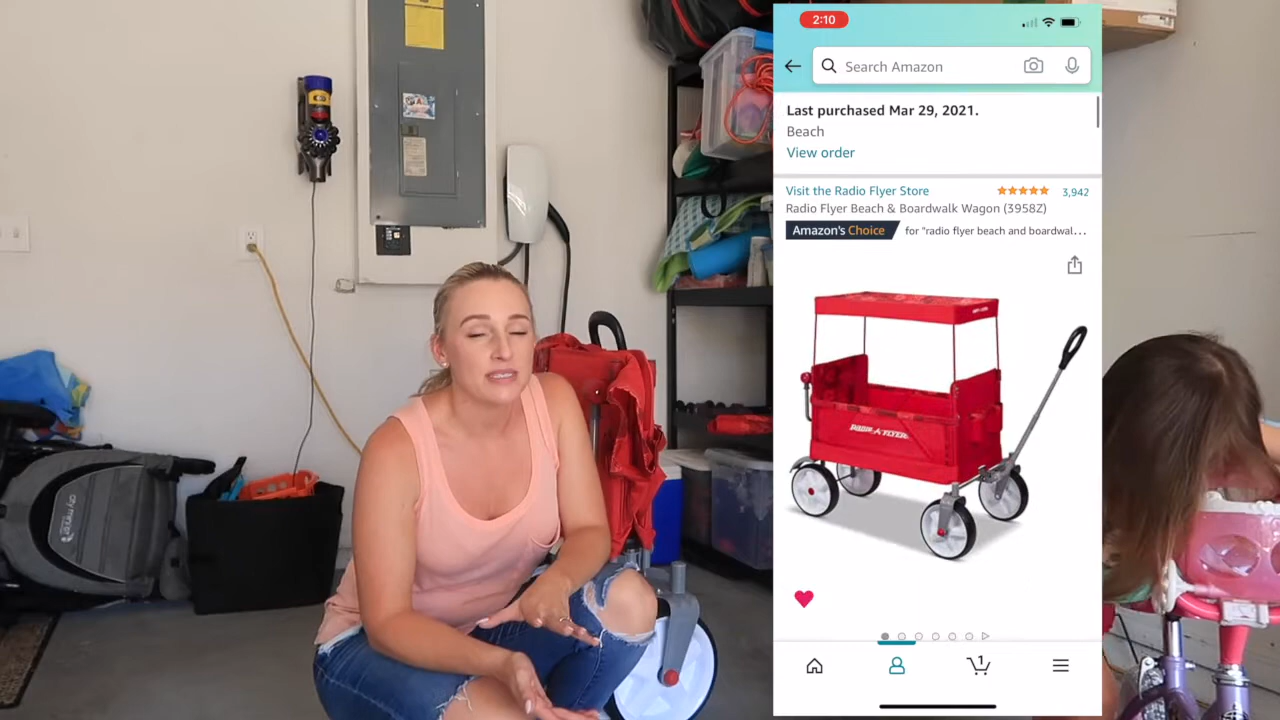 2:10
Search Amazon
Last purchased Mar 29, 2021.
Beach
View order
Visit the Radio Flyer Store
3,942
Radio Flyer Beach & Boardwalk Wagon (3958Z)
Amazon's Choice
for "radio flyer beach and boardwal...
RADIO FLYER
1